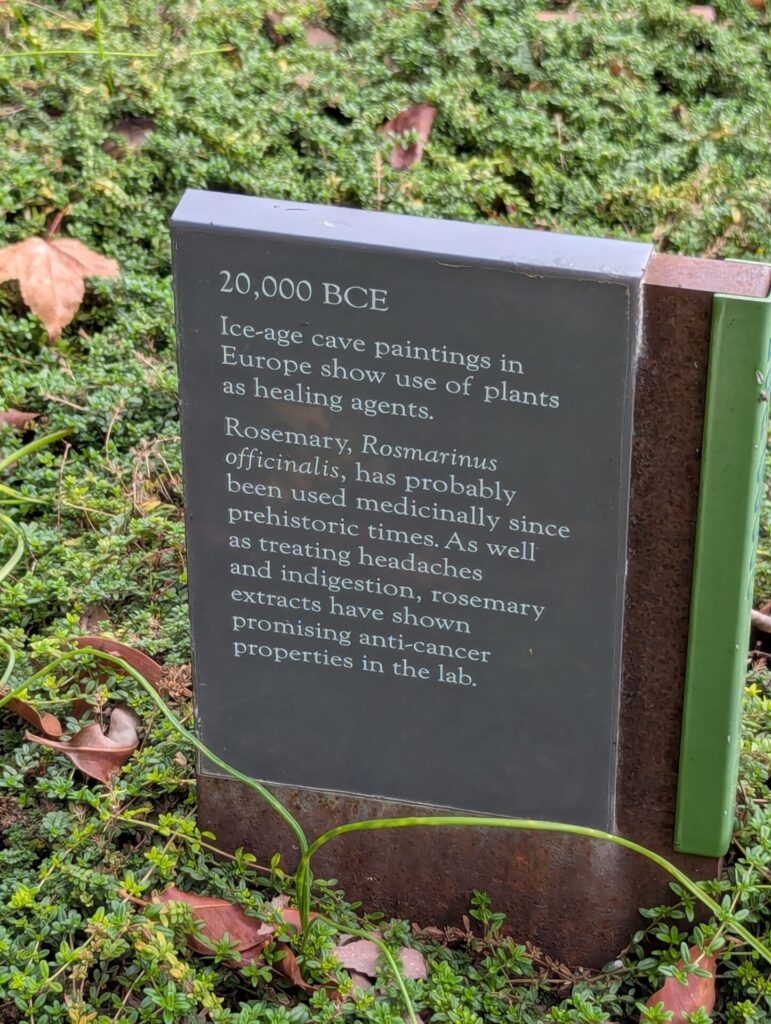 20,000 BCE
Ice-age cave paintings in
Europe show use of plants
as healing agents.
Rosemary, Rosmarinus
officinalis, has probably
been used medicinally since
prehistoric times. As well
as treating headaches
and indigestion, rosemary
extracts have shown
promising anti-cancer
properties in the lab.